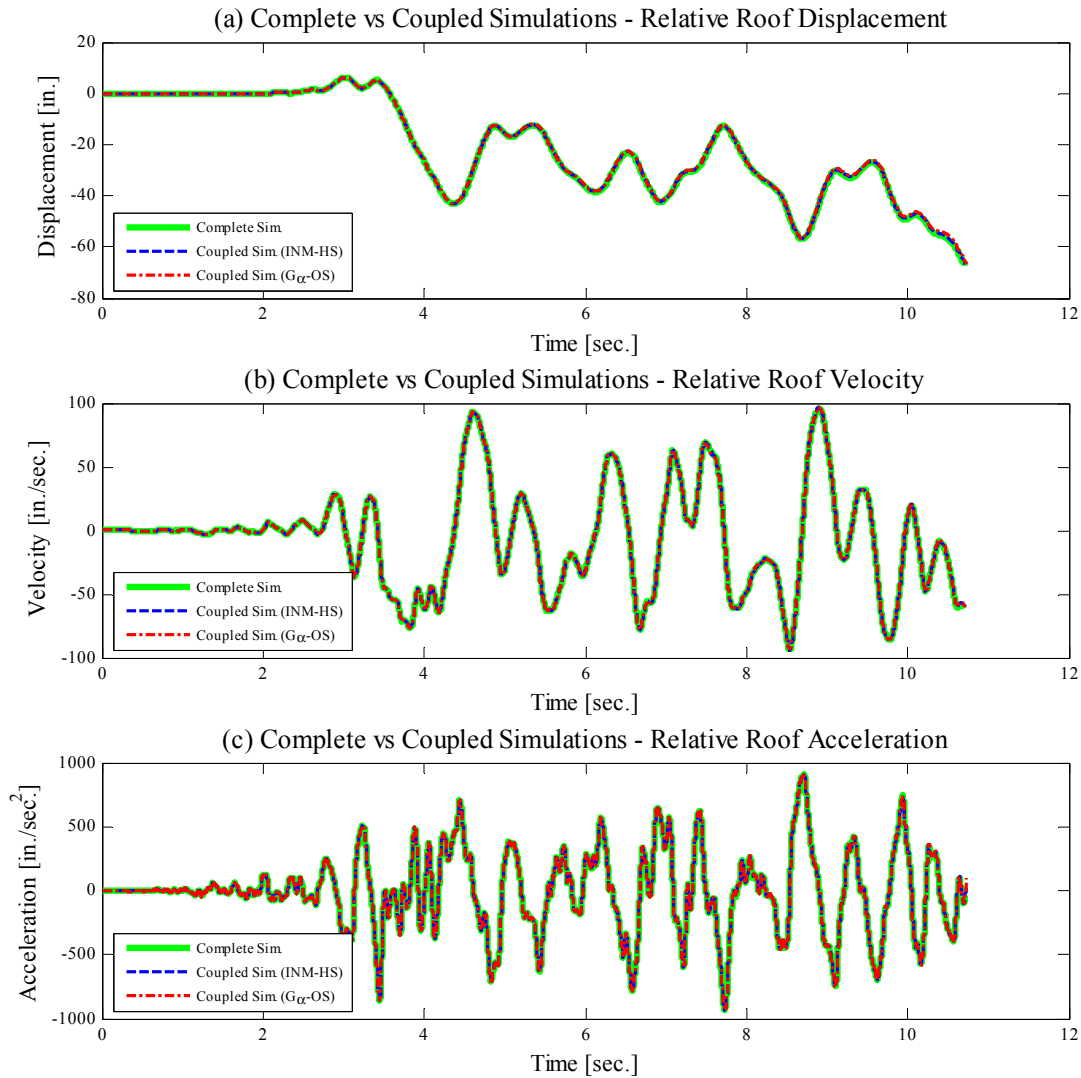 (a) Complete vs Coupled Simulations - Relative Roof Displacement
20
0
-20
-40
-60
-80
Displacement [in.]
Complete Sim.
Coupled Sim. (INM-HS)
Coupled Sim. (Gα-OS)
0 2 4 6 8 10 12
Time [sec.]
(b) Complete vs Coupled Simulations - Relative Roof Velocity
100
50
0
-50
-100
Velocity [in./sec.]
Complete Sim.
Coupled Sim. (INM-HS)
Coupled Sim. (Gα-OS)
0 2 4 6 8 10 12
Time [sec.]
(c) Complete vs Coupled Simulations - Relative Roof Acceleration
1000
500
0
-500
-1000
Acceleration [in./sec.²]
Complete Sim.
Coupled Sim. (INM-HS)
Coupled Sim. (Gα-OS)
0 2 4 6 8 10 12
Time [sec.]